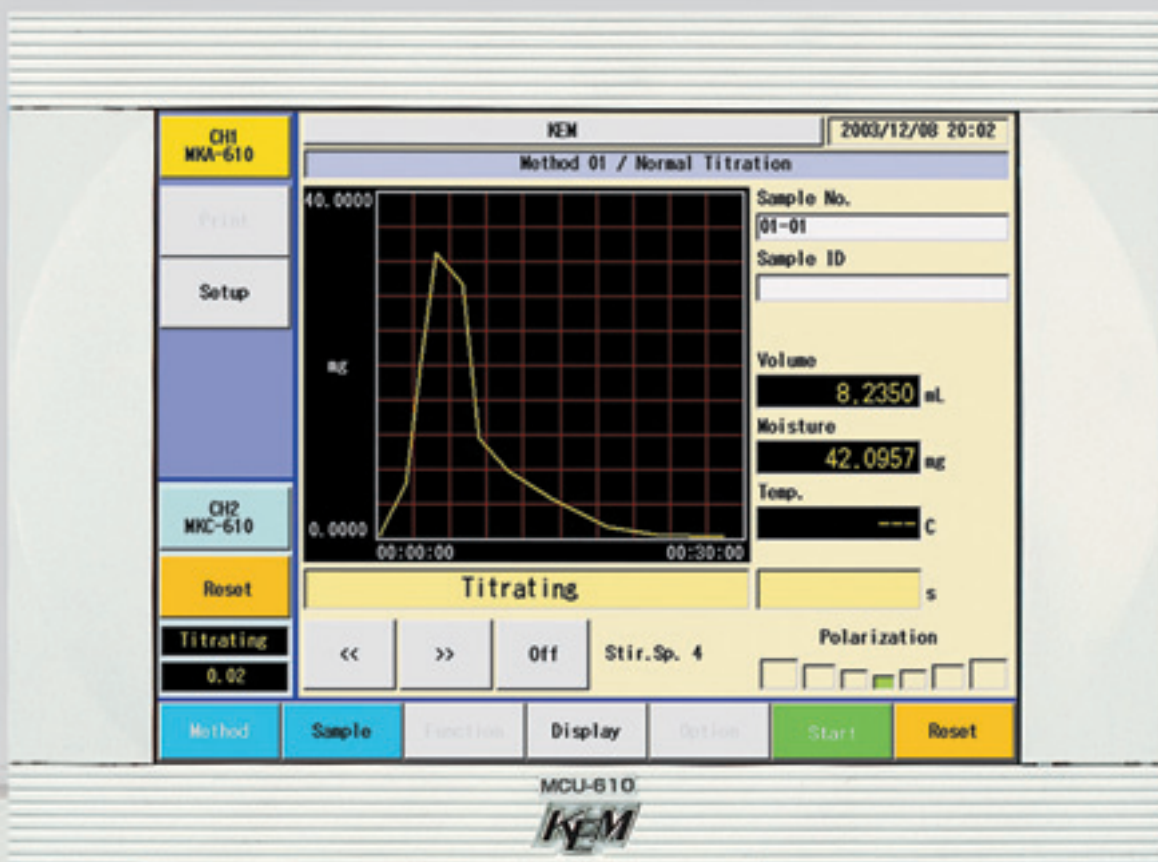 KEM
2003/12/08 20:02
CH1
MKA-610
Method 01 / Normal Titration
Print
Setup
40.0000
mg
0.0000
00:00:00
00:30:00
Sample No.
01-01
Sample ID
Volume
8.2350 mL
Moisture
42.0957 mg
Temp.
--- C
CH2
MKC-610
Reset
Titrating
s
Titrating
0.02
<<
>>
Off
Stir.Sp. 4
Polarization
Method
Sample
Function
Display
Option
Start
Reset
MCU-610
KEM